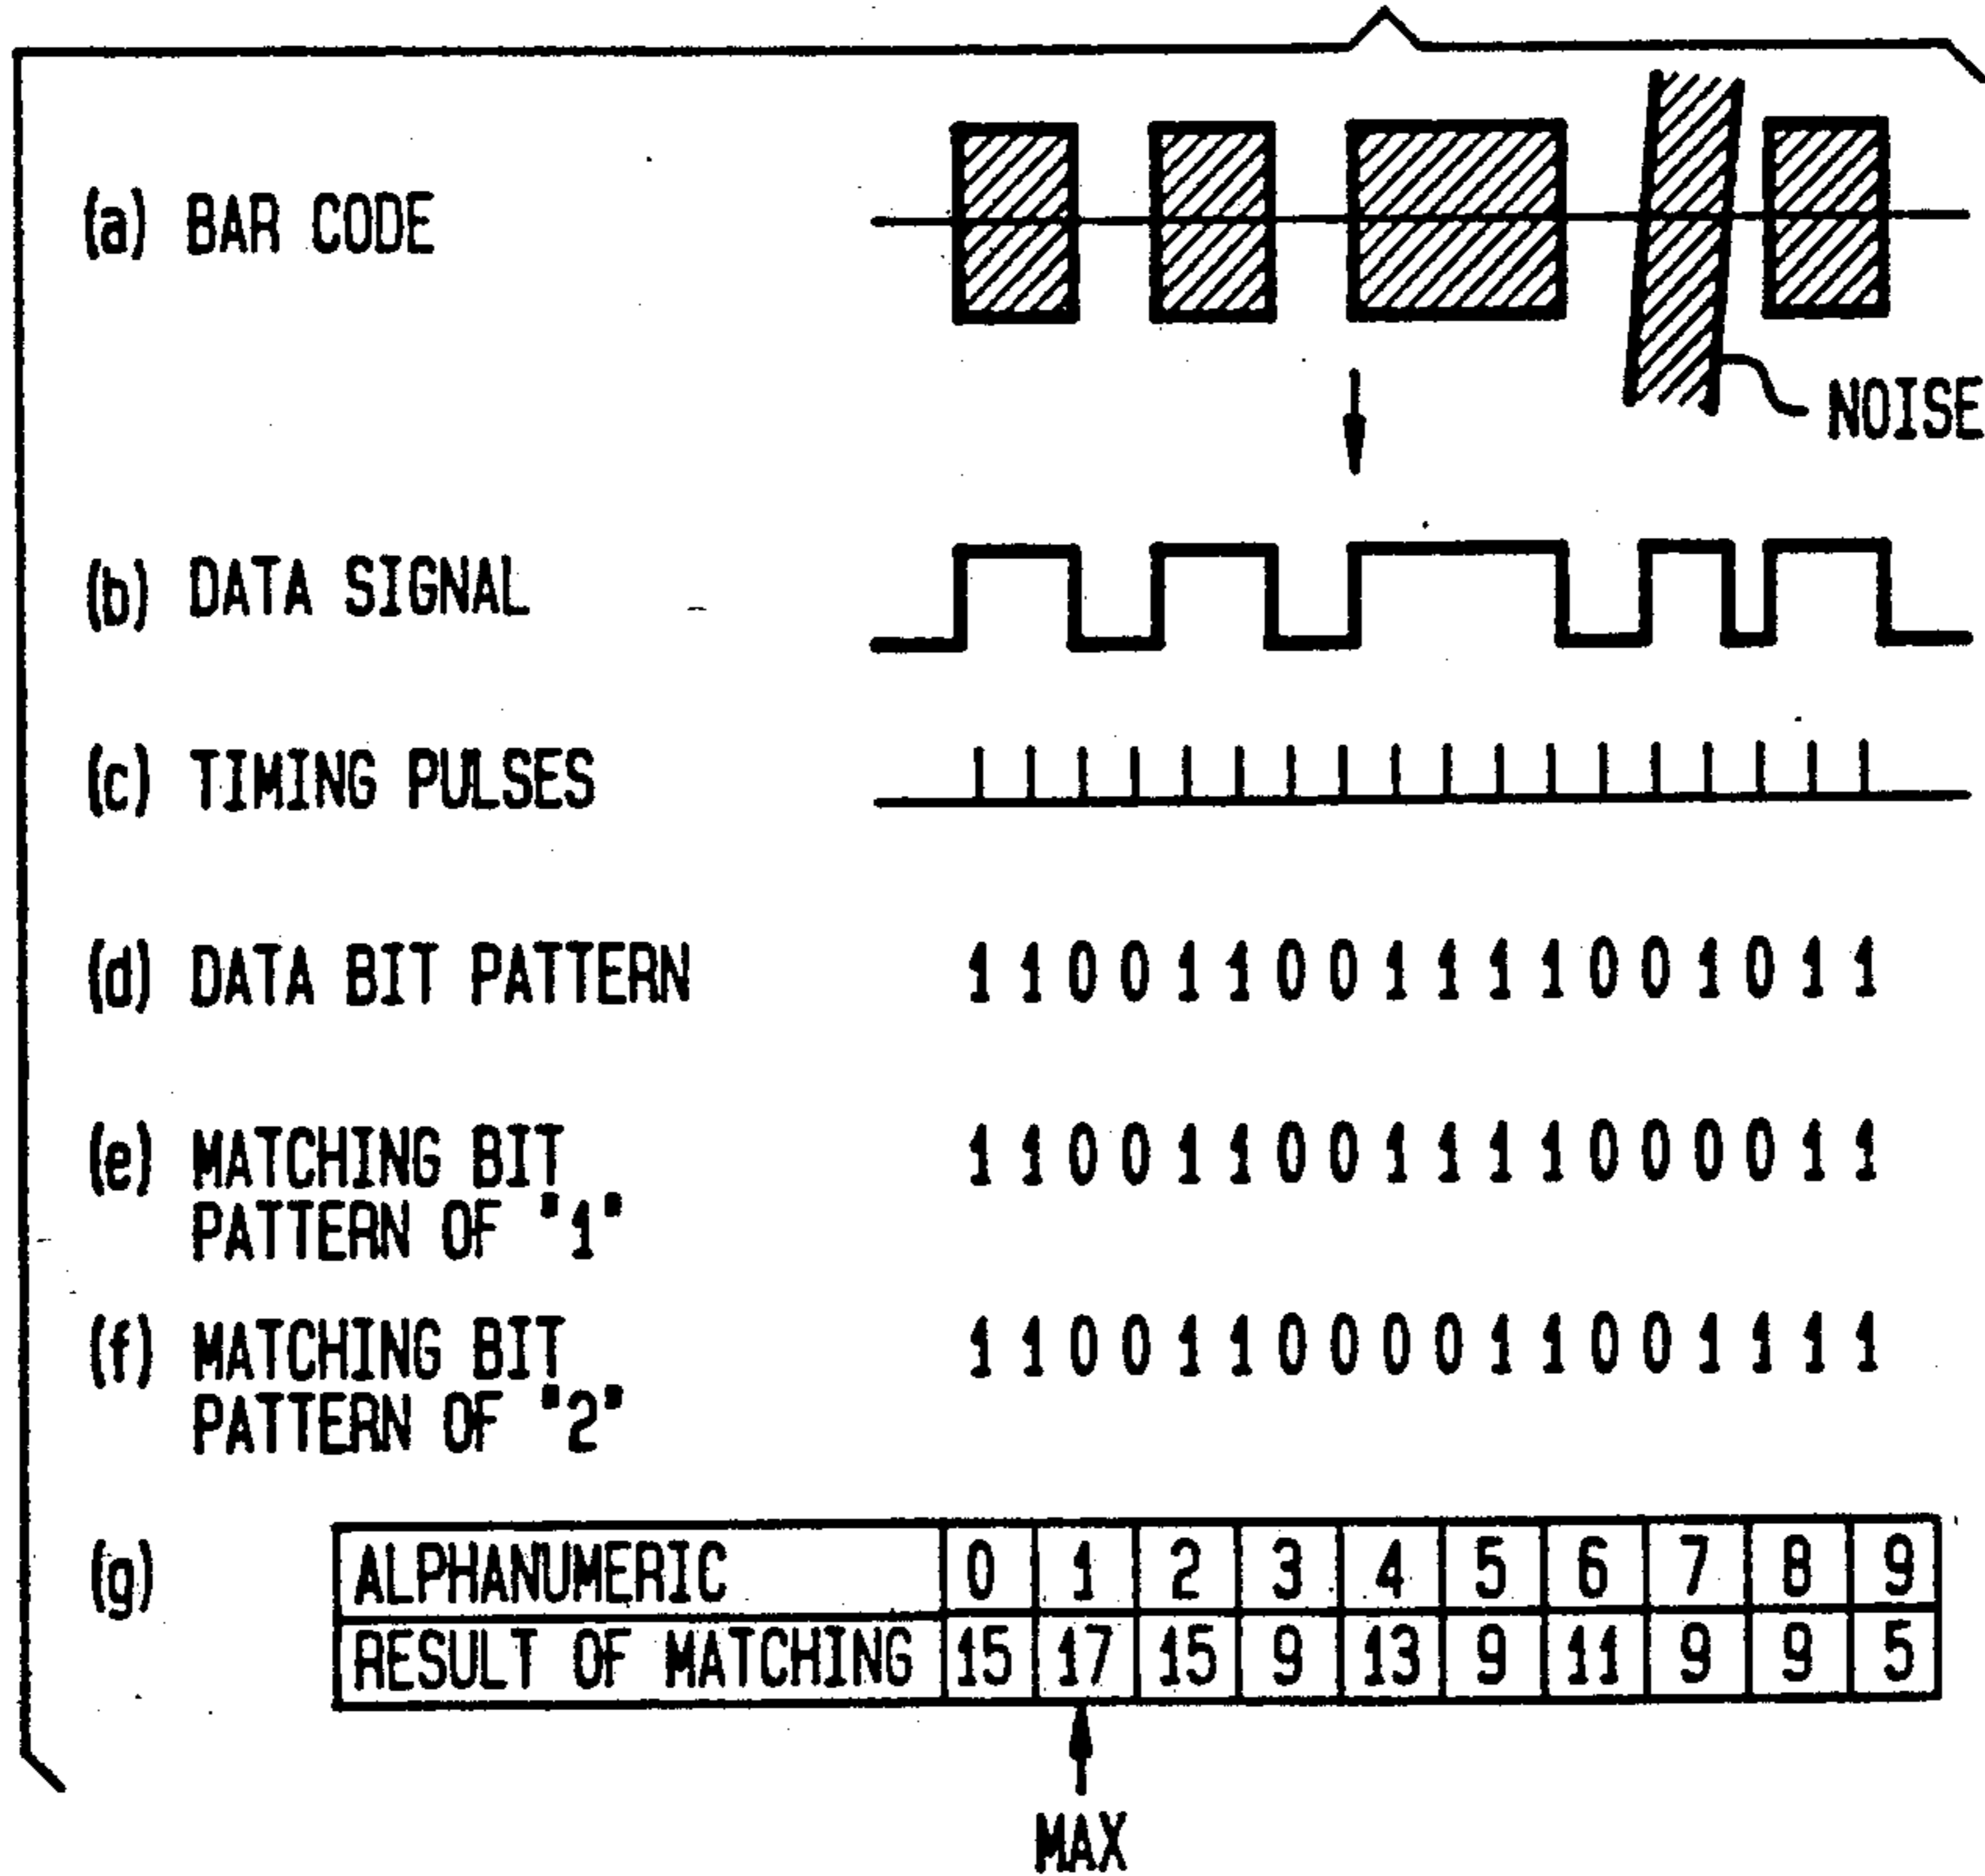 (a) BAR CODE
NOISE
(b) DATA SIGNAL
(c) TIMING PULSES
(d) DATA BIT PATTERN 1 1 0 0 1 1 0 0 1 1 1 1 0 0 1 0 1 1
(e) MATCHING BIT 1 1 0 0 1 1 0 0 1 1 1 1 0 0 0 0 1 1
PATTERN OF "1"
(f) MATCHING BIT 1 1 0 0 1 1 0 0 0 0 1 1 0 0 1 1 1 1
PATTERN OF "2"
(g) ALPHANUMERIC 0 1 2 3 4 5 6 7 8 9
RESULT OF MATCHING 15 17 15 9 13 9 11 9 9 5
MAX